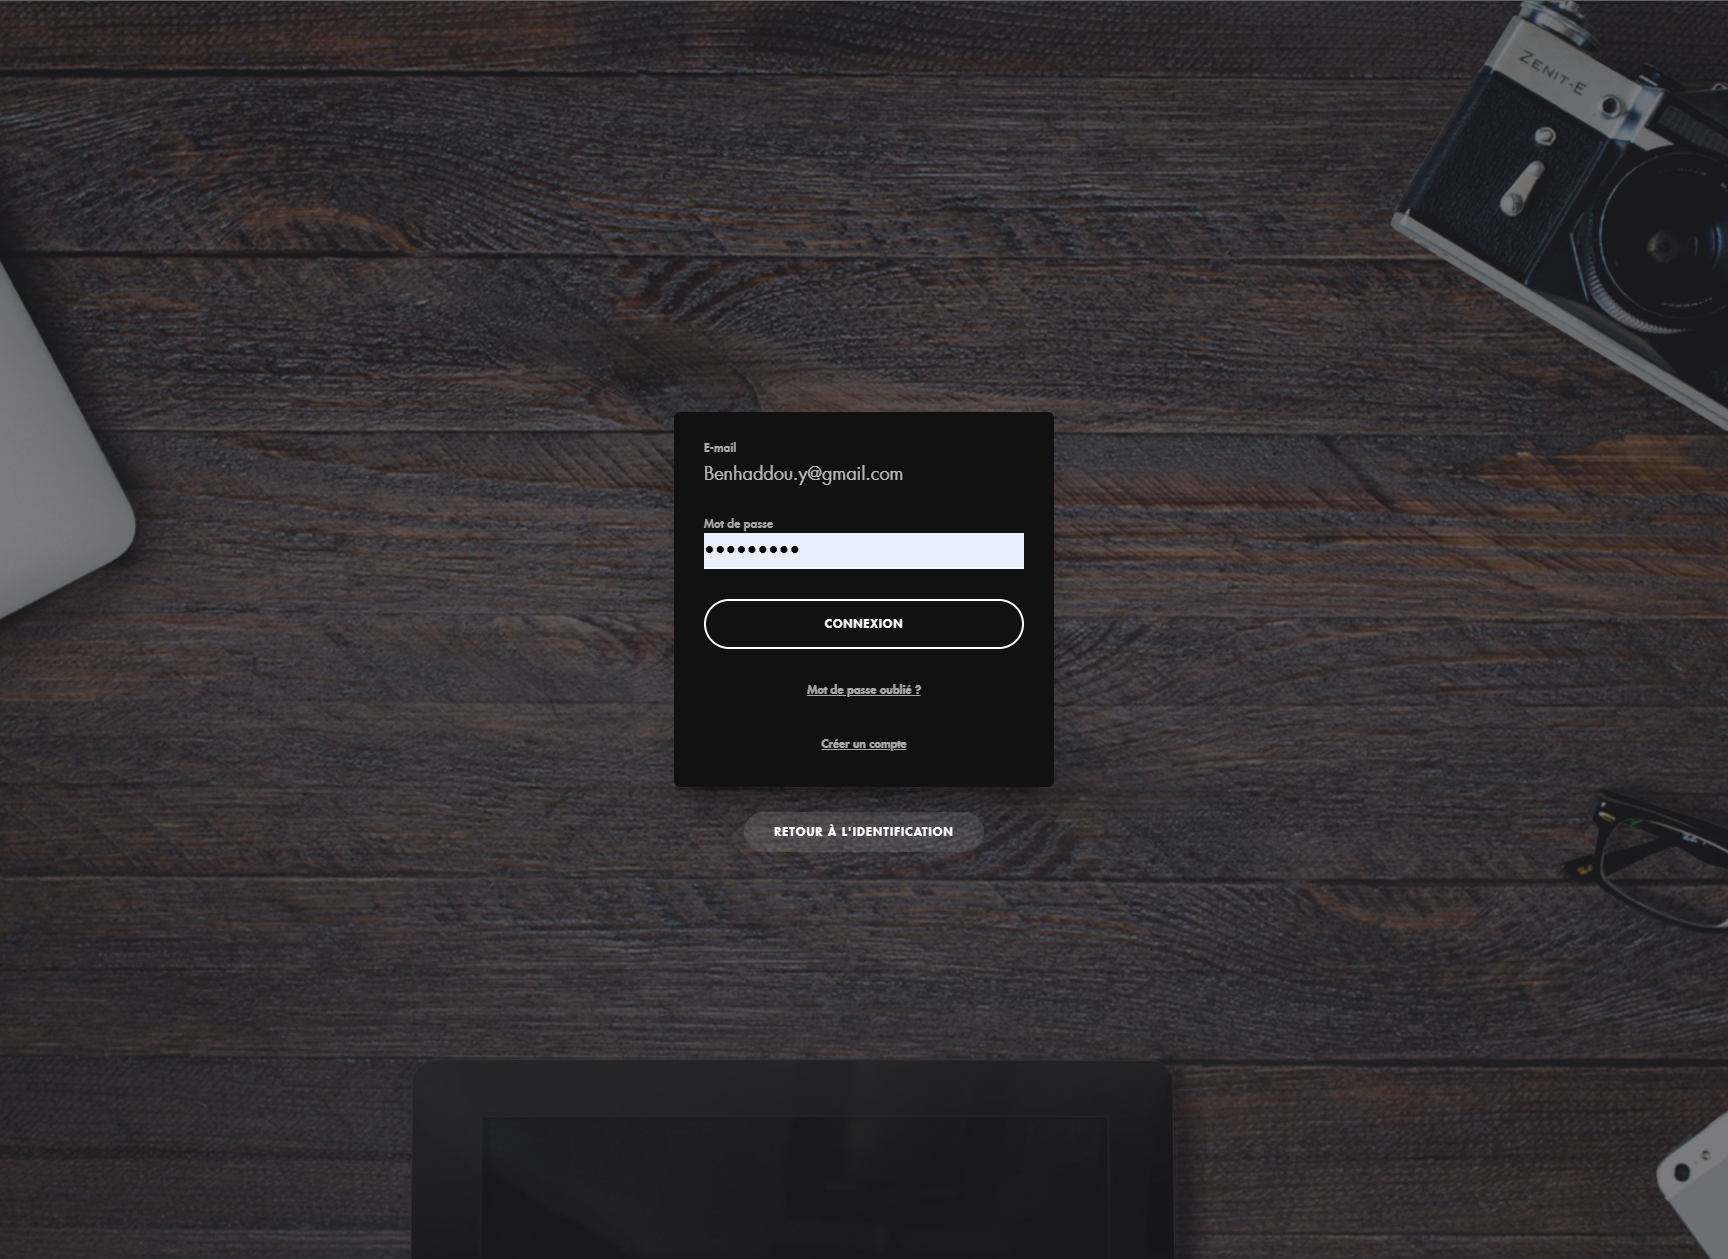 ZENIT-E
E-mail
Benhaddou.y@gmail.com
Mot de passe
•••••••••
CONNEXION
Mot de passe oublié ?
Créer un compte
RETOUR À L'IDENTIFICATION